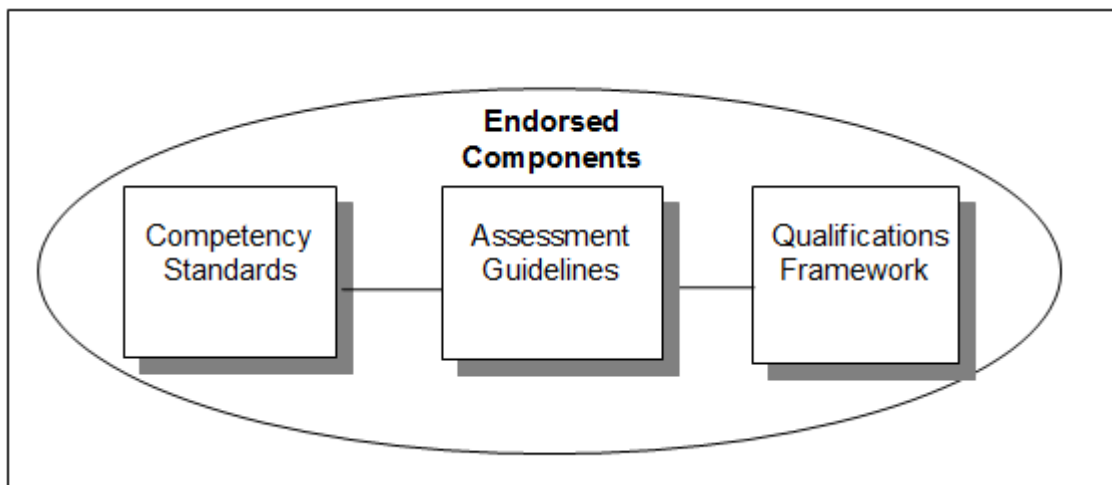 Endorsed
Components
Competency
Standards
Assessment
Guidelines
Qualifications
Framework